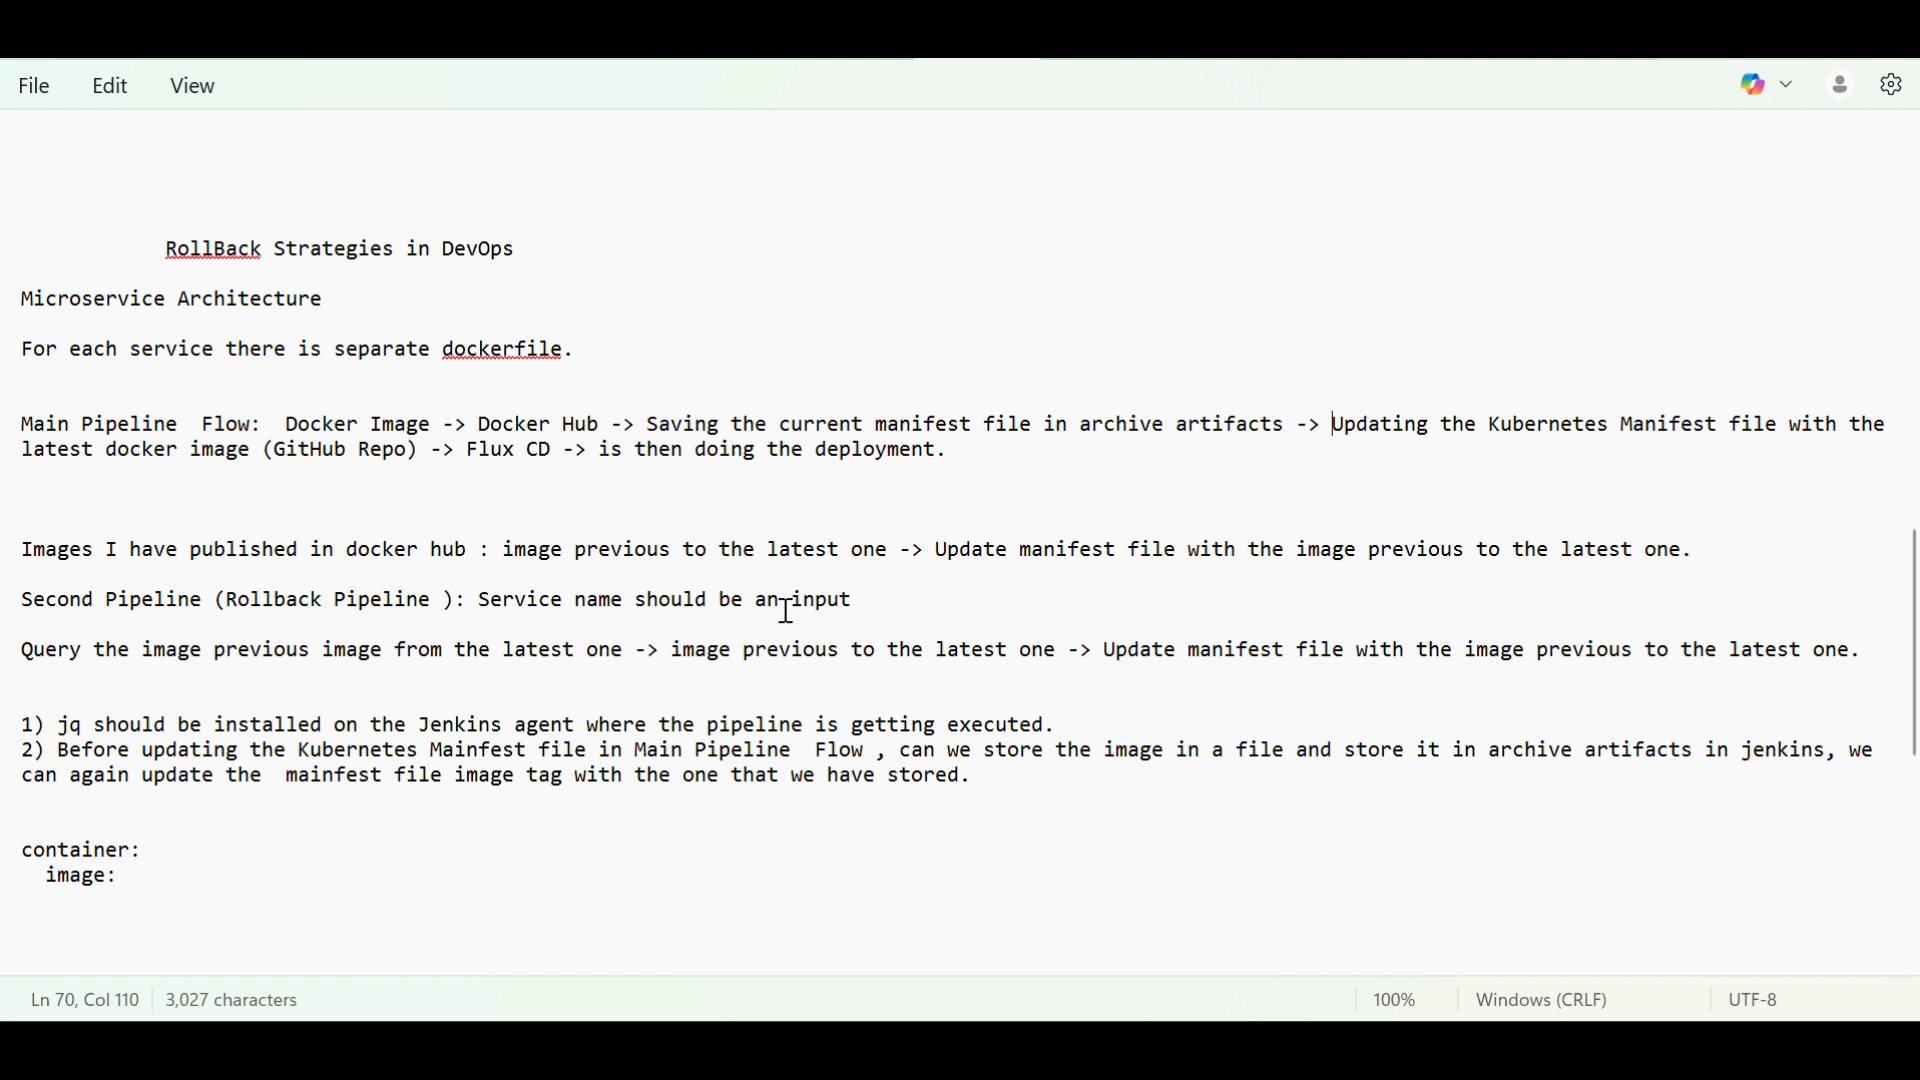 File Edit View
RollBack Strategies in DevOps
Microservice Architecture
For each service there is separate dockerfile.
Main Pipeline  Flow:  Docker Image -> Docker Hub -> Saving the current manifest file in archive artifacts -> Updating the Kubernetes Manifest file with the
latest docker image (GitHub Repo) -> Flux CD -> is then doing the deployment.
Images I have published in docker hub : image previous to the latest one -> Update manifest file with the image previous to the latest one.
Second Pipeline (Rollback Pipeline ): Service name should be an input
Query the image previous image from the latest one -> image previous to the latest one -> Update manifest file with the image previous to the latest one.
1) jq should be installed on the Jenkins agent where the pipeline is getting executed.
2) Before updating the Kubernetes Mainfest file in Main Pipeline  Flow , can we store the image in a file and store it in archive artifacts in jenkins, we
can again update the  mainfest file image tag with the one that we have stored.
container:
  image:
Ln 70, Col 110 3,027 characters 100% Windows (CRLF) UTF-8